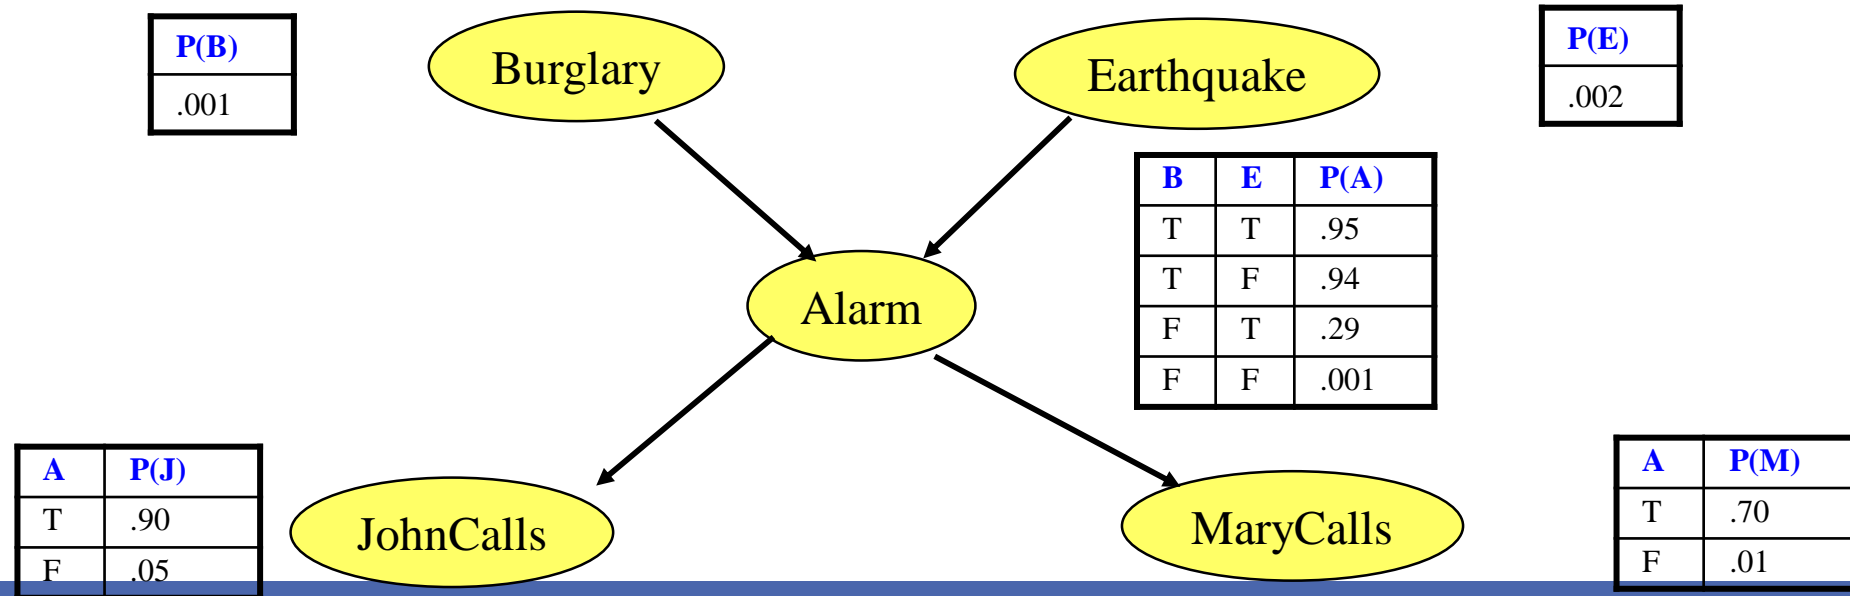 P(B)
.001
Burglary
Earthquake
P(E)
.002
B E P(A)
T T .95
T F .94
F T .29
F F .001
Alarm
A P(J)
T .90
F .05
JohnCalls
MaryCalls
A P(M)
T .70
F .01